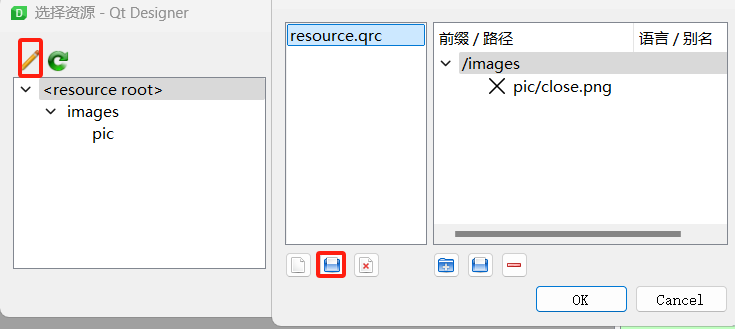 选择资源 - Qt Designer
<resource root>
images
pic
resource.qrc
前缀 / 路径
语言 / 别名
/images
pic/close.png
OK
Cancel